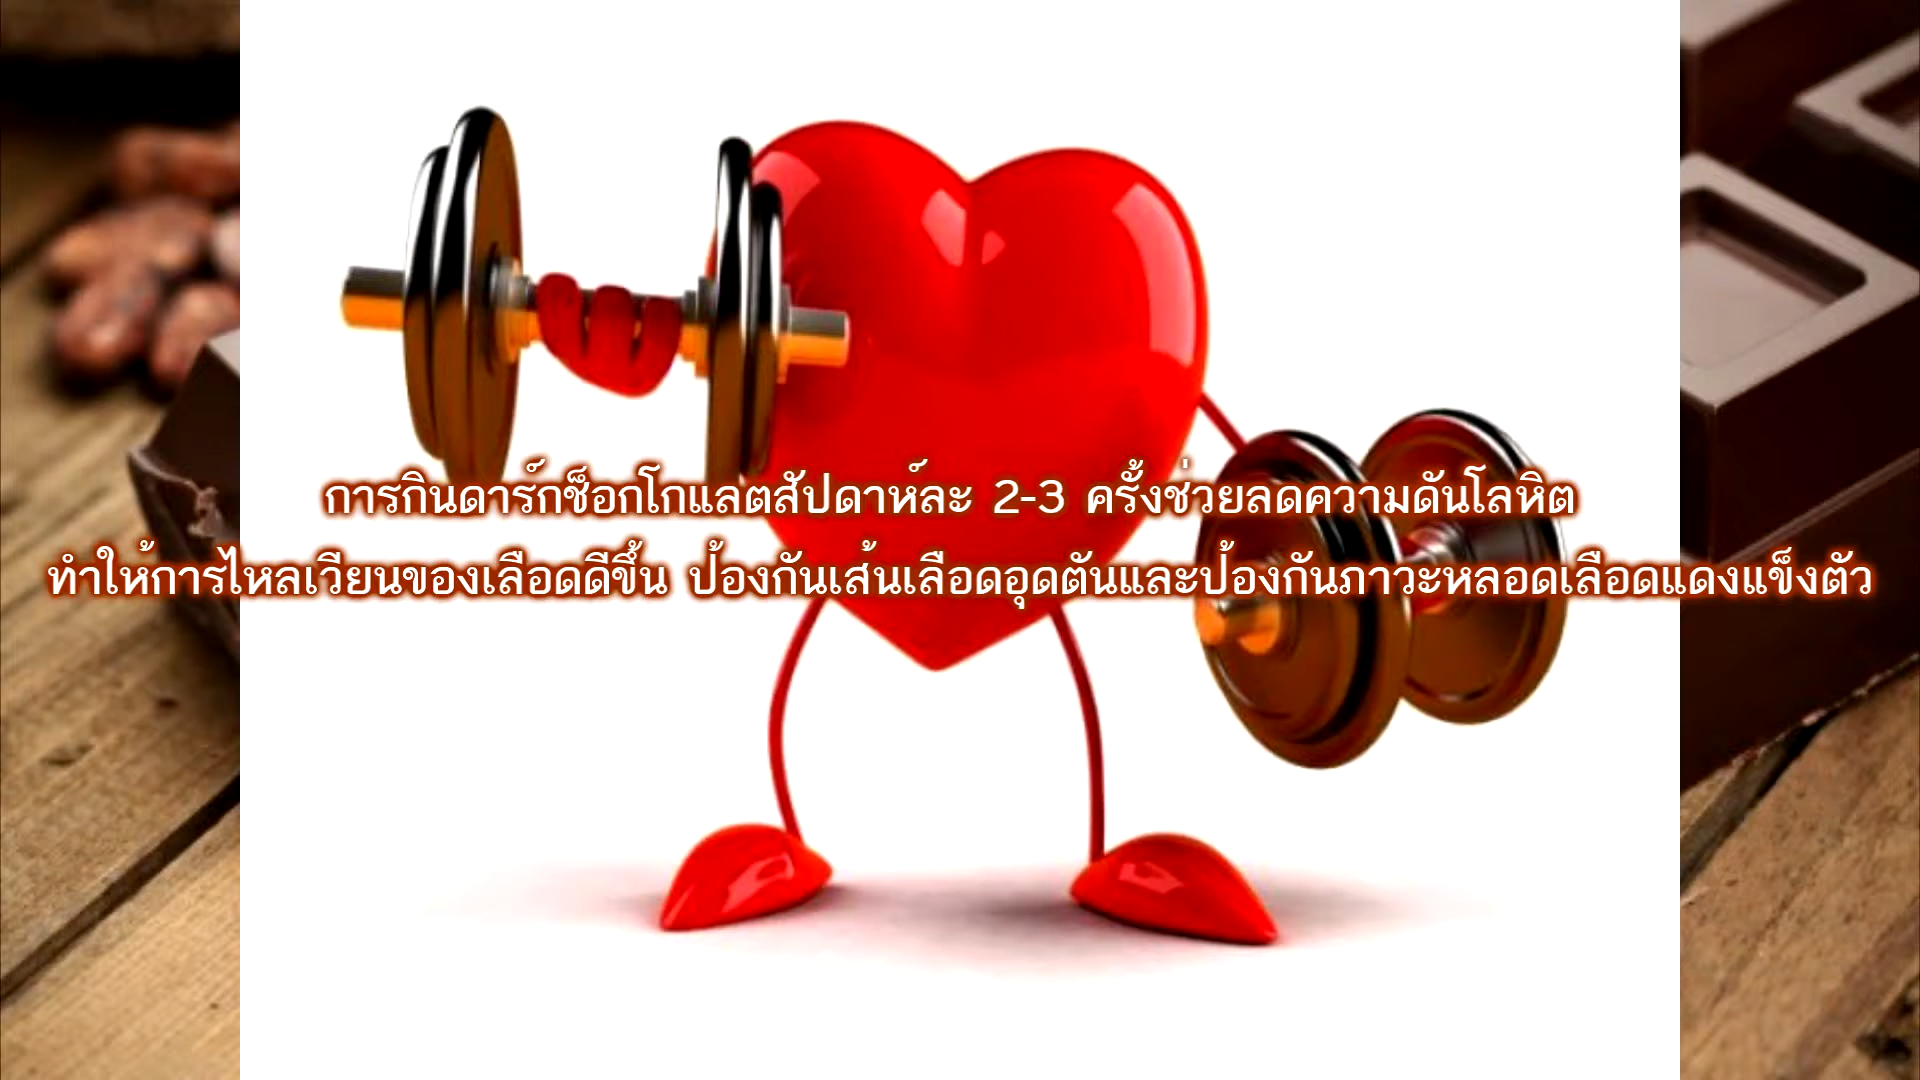 การกินดาร์กช็อกโกแลตสัปดาห์ละ 2-3 ครั้งช่วยลดความดันโลหิต
ทำให้การไหลเวียนของเลือดดีขึ้น ป้องกันเส้นเลือดอุดตันและป้องกันภาวะหลอดเลือดแดงแข็งตัว